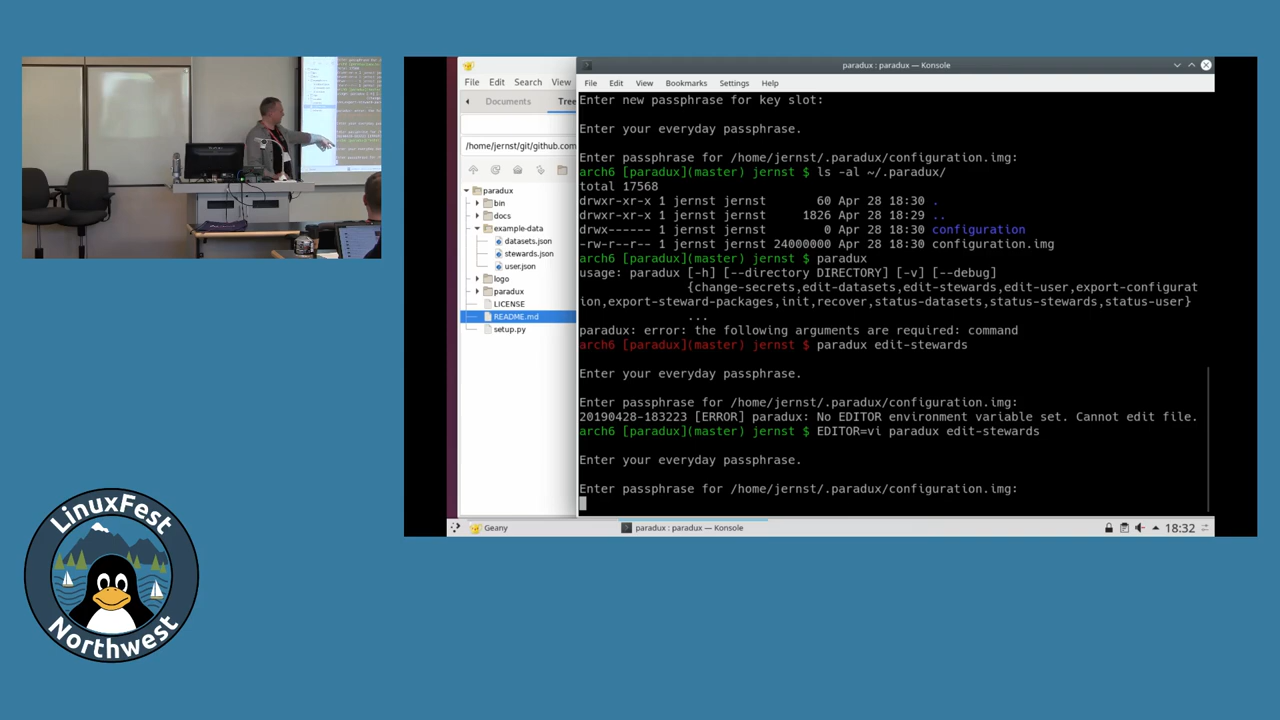 LinuxFest
Northwest
File Edit Search View
Documents Tree
/home/jernst/git/github.com
paradux
bin
docs
example-data
datasets.json
stewards.json
user.json
logo
paradux
LICENSE
README.md
setup.py
paradux : paradux — Konsole
File Edit View Bookmarks Settings Help
Enter new passphrase for key slot:
Enter your everyday passphrase.
Enter passphrase for /home/jernst/.paradux/configuration.img:
arch6 [paradux](master) jernst $ ls -al ~/.paradux/
total 17568
drwxr-xr-x 1 jernst jernst 60 Apr 28 18:30 .
drwxr-xr-x 1 jernst jernst 1826 Apr 28 18:29 ..
drwx------ 1 jernst jernst 0 Apr 28 18:30 configuration
-rw-r--r-- 1 jernst jernst 24000000 Apr 28 18:30 configuration.img
arch6 [paradux](master) jernst $ paradux
usage: paradux [-h] [--directory DIRECTORY] [-v] [--debug]
{change-secrets,edit-datasets,edit-stewards,edit-user,export-configurat
ion,export-steward-packages,init,recover,status-datasets,status-stewards,status-user}
...
paradux: error: the following arguments are required: command
arch6 [paradux](master) jernst $ paradux edit-stewards
Enter your everyday passphrase.
Enter passphrase for /home/jernst/.paradux/configuration.img:
20190428-183223 [ERROR] paradux: No EDITOR environment variable set. Cannot edit file.
arch6 [paradux](master) jernst $ EDITOR=vi paradux edit-stewards
Enter your everyday passphrase.
Enter passphrase for /home/jernst/.paradux/configuration.img:
Geany
paradux : paradux — Konsole
18:32